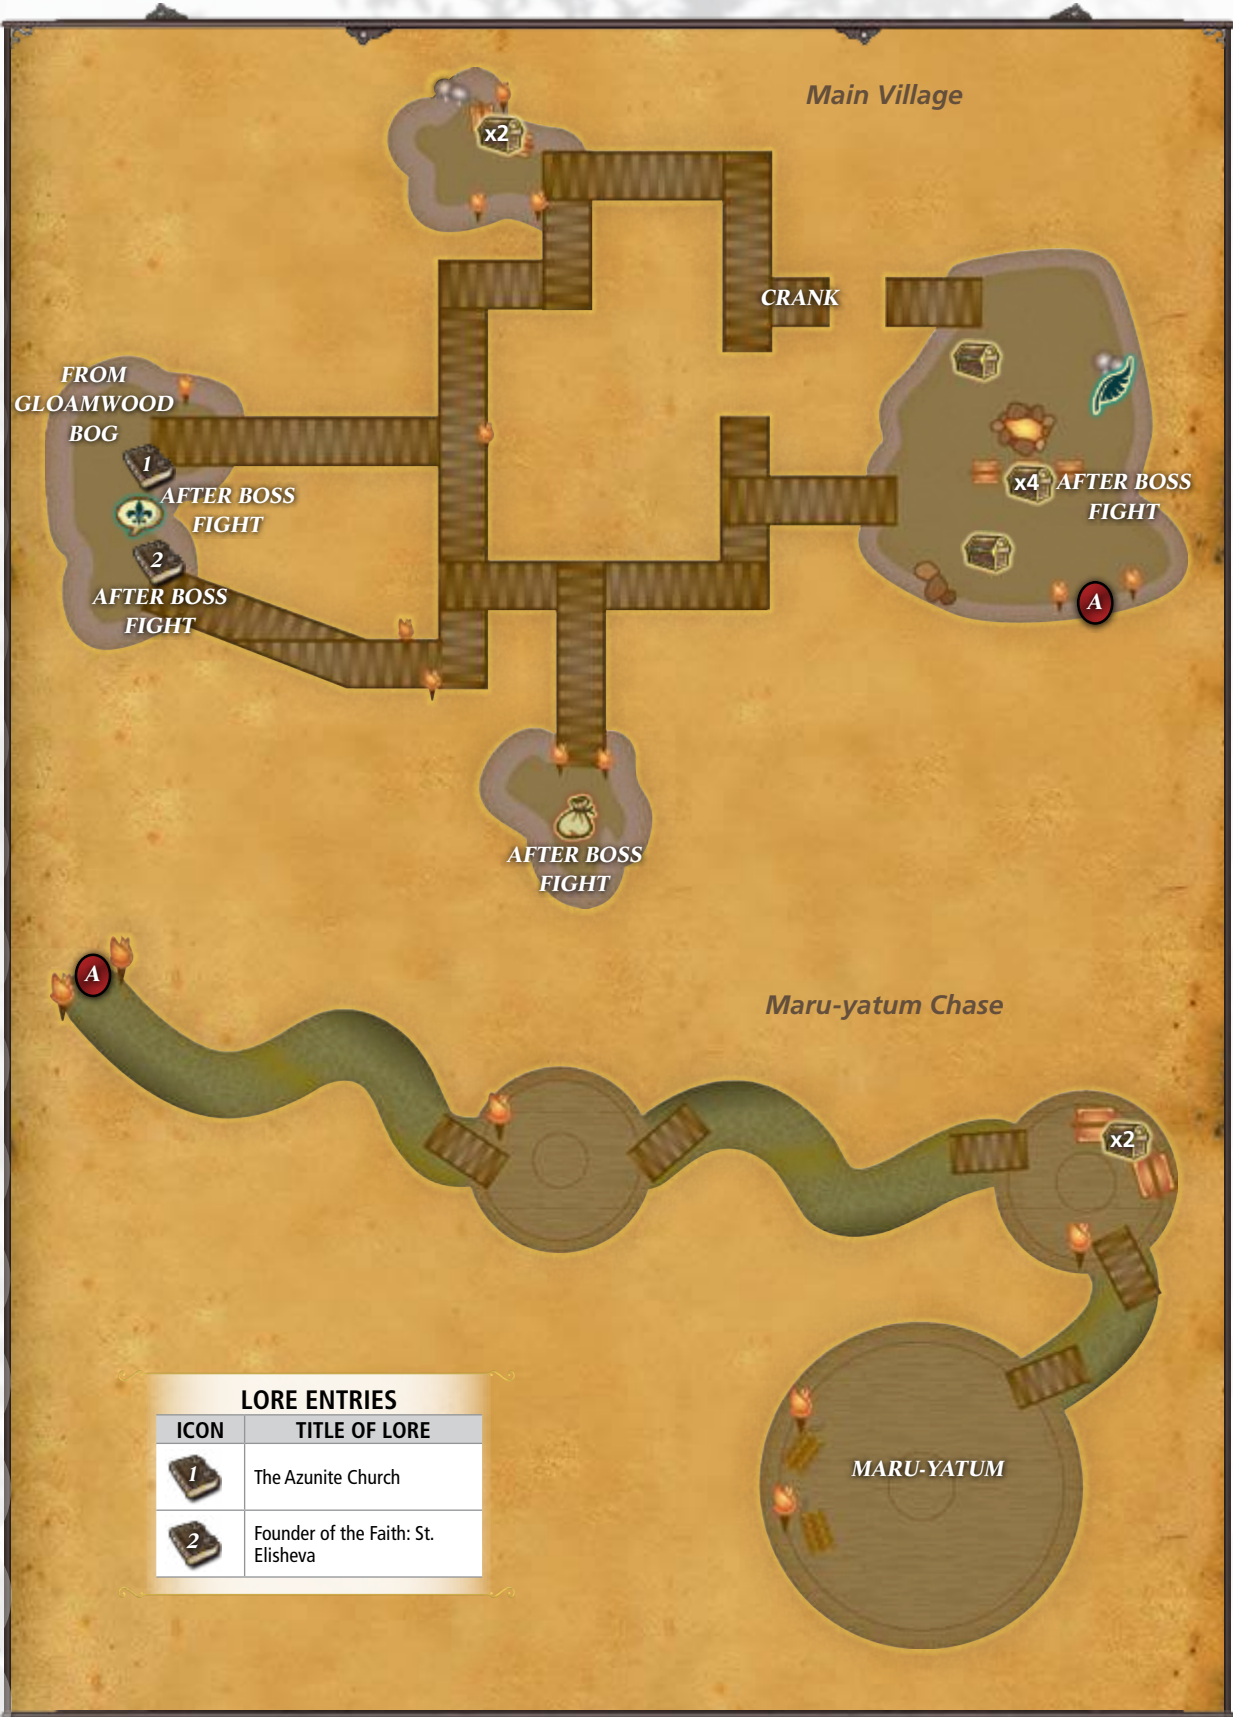 Main Village
x2
CRANK
FROM
GLOAMWOOD
BOG
1
AFTER BOSS
FIGHT
2
AFTER BOSS
FIGHT
x4
AFTER BOSS
FIGHT
A
AFTER BOSS
FIGHT
A
Maru-yatum Chase
x2
MARU-YATUM
LORE ENTRIES
ICON TITLE OF LORE
1 The Azunite Church
2 Founder of the Faith: St.
Elisheva